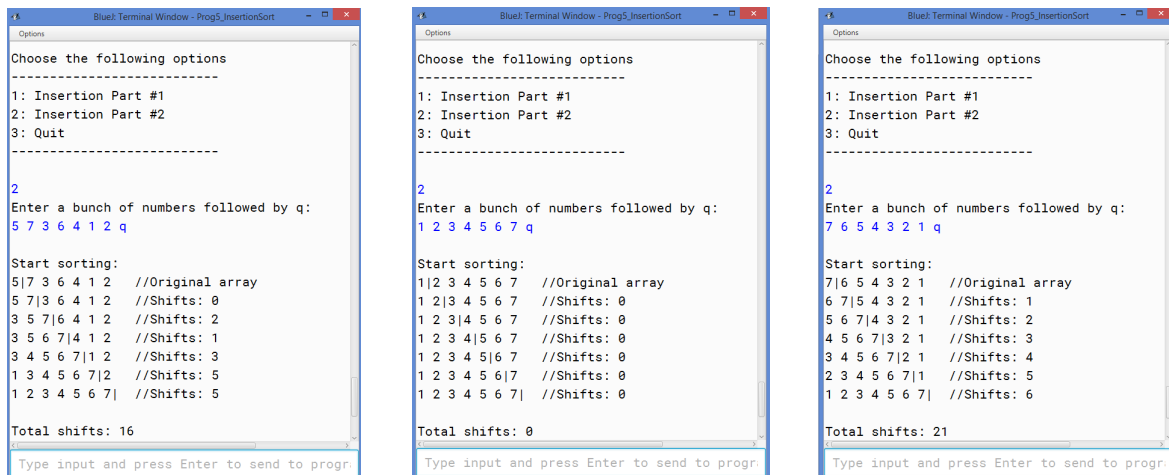 BlueJ: Terminal Window - Prog5_InsertionSort
Options
Choose the following options
---------------------------
1: Insertion Part #1
2: Insertion Part #2
3: Quit
---------------------------
2
Enter a bunch of numbers followed by q:
5 7 3 6 4 1 2 q
Start sorting:
5|7 3 6 4 1 2   //Original array
5 7|3 6 4 1 2   //Shifts: 0
3 5 7|6 4 1 2   //Shifts: 2
3 5 6 7|4 1 2   //Shifts: 1
3 4 5 6 7|1 2   //Shifts: 3
1 3 4 5 6 7|2   //Shifts: 5
1 2 3 4 5 6 7|  //Shifts: 5
Total shifts: 16
Type input and press Enter to send to progr
BlueJ: Terminal Window - Prog5_InsertionSort
Options
Choose the following options
---------------------------
1: Insertion Part #1
2: Insertion Part #2
3: Quit
---------------------------
2
Enter a bunch of numbers followed by q:
1 2 3 4 5 6 7 q
Start sorting:
1|2 3 4 5 6 7   //Original array
1 2|3 4 5 6 7   //Shifts: 0
1 2 3|4 5 6 7   //Shifts: 0
1 2 3 4|5 6 7   //Shifts: 0
1 2 3 4 5|6 7   //Shifts: 0
1 2 3 4 5 6|7   //Shifts: 0
1 2 3 4 5 6 7|  //Shifts: 0
Total shifts: 0
Type input and press Enter to send to progr
BlueJ: Terminal Window - Prog5_InsertionSort
Options
Choose the following options
---------------------------
1: Insertion Part #1
2: Insertion Part #2
3: Quit
---------------------------
2
Enter a bunch of numbers followed by q:
7 6 5 4 3 2 1 q
Start sorting:
7|6 5 4 3 2 1   //Original array
6 7|5 4 3 2 1   //Shifts: 1
5 6 7|4 3 2 1   //Shifts: 2
4 5 6 7|3 2 1   //Shifts: 3
3 4 5 6 7|2 1   //Shifts: 4
2 3 4 5 6 7|1   //Shifts: 5
1 2 3 4 5 6 7|  //Shifts: 6
Total shifts: 21
Type input and press Enter to send to progr